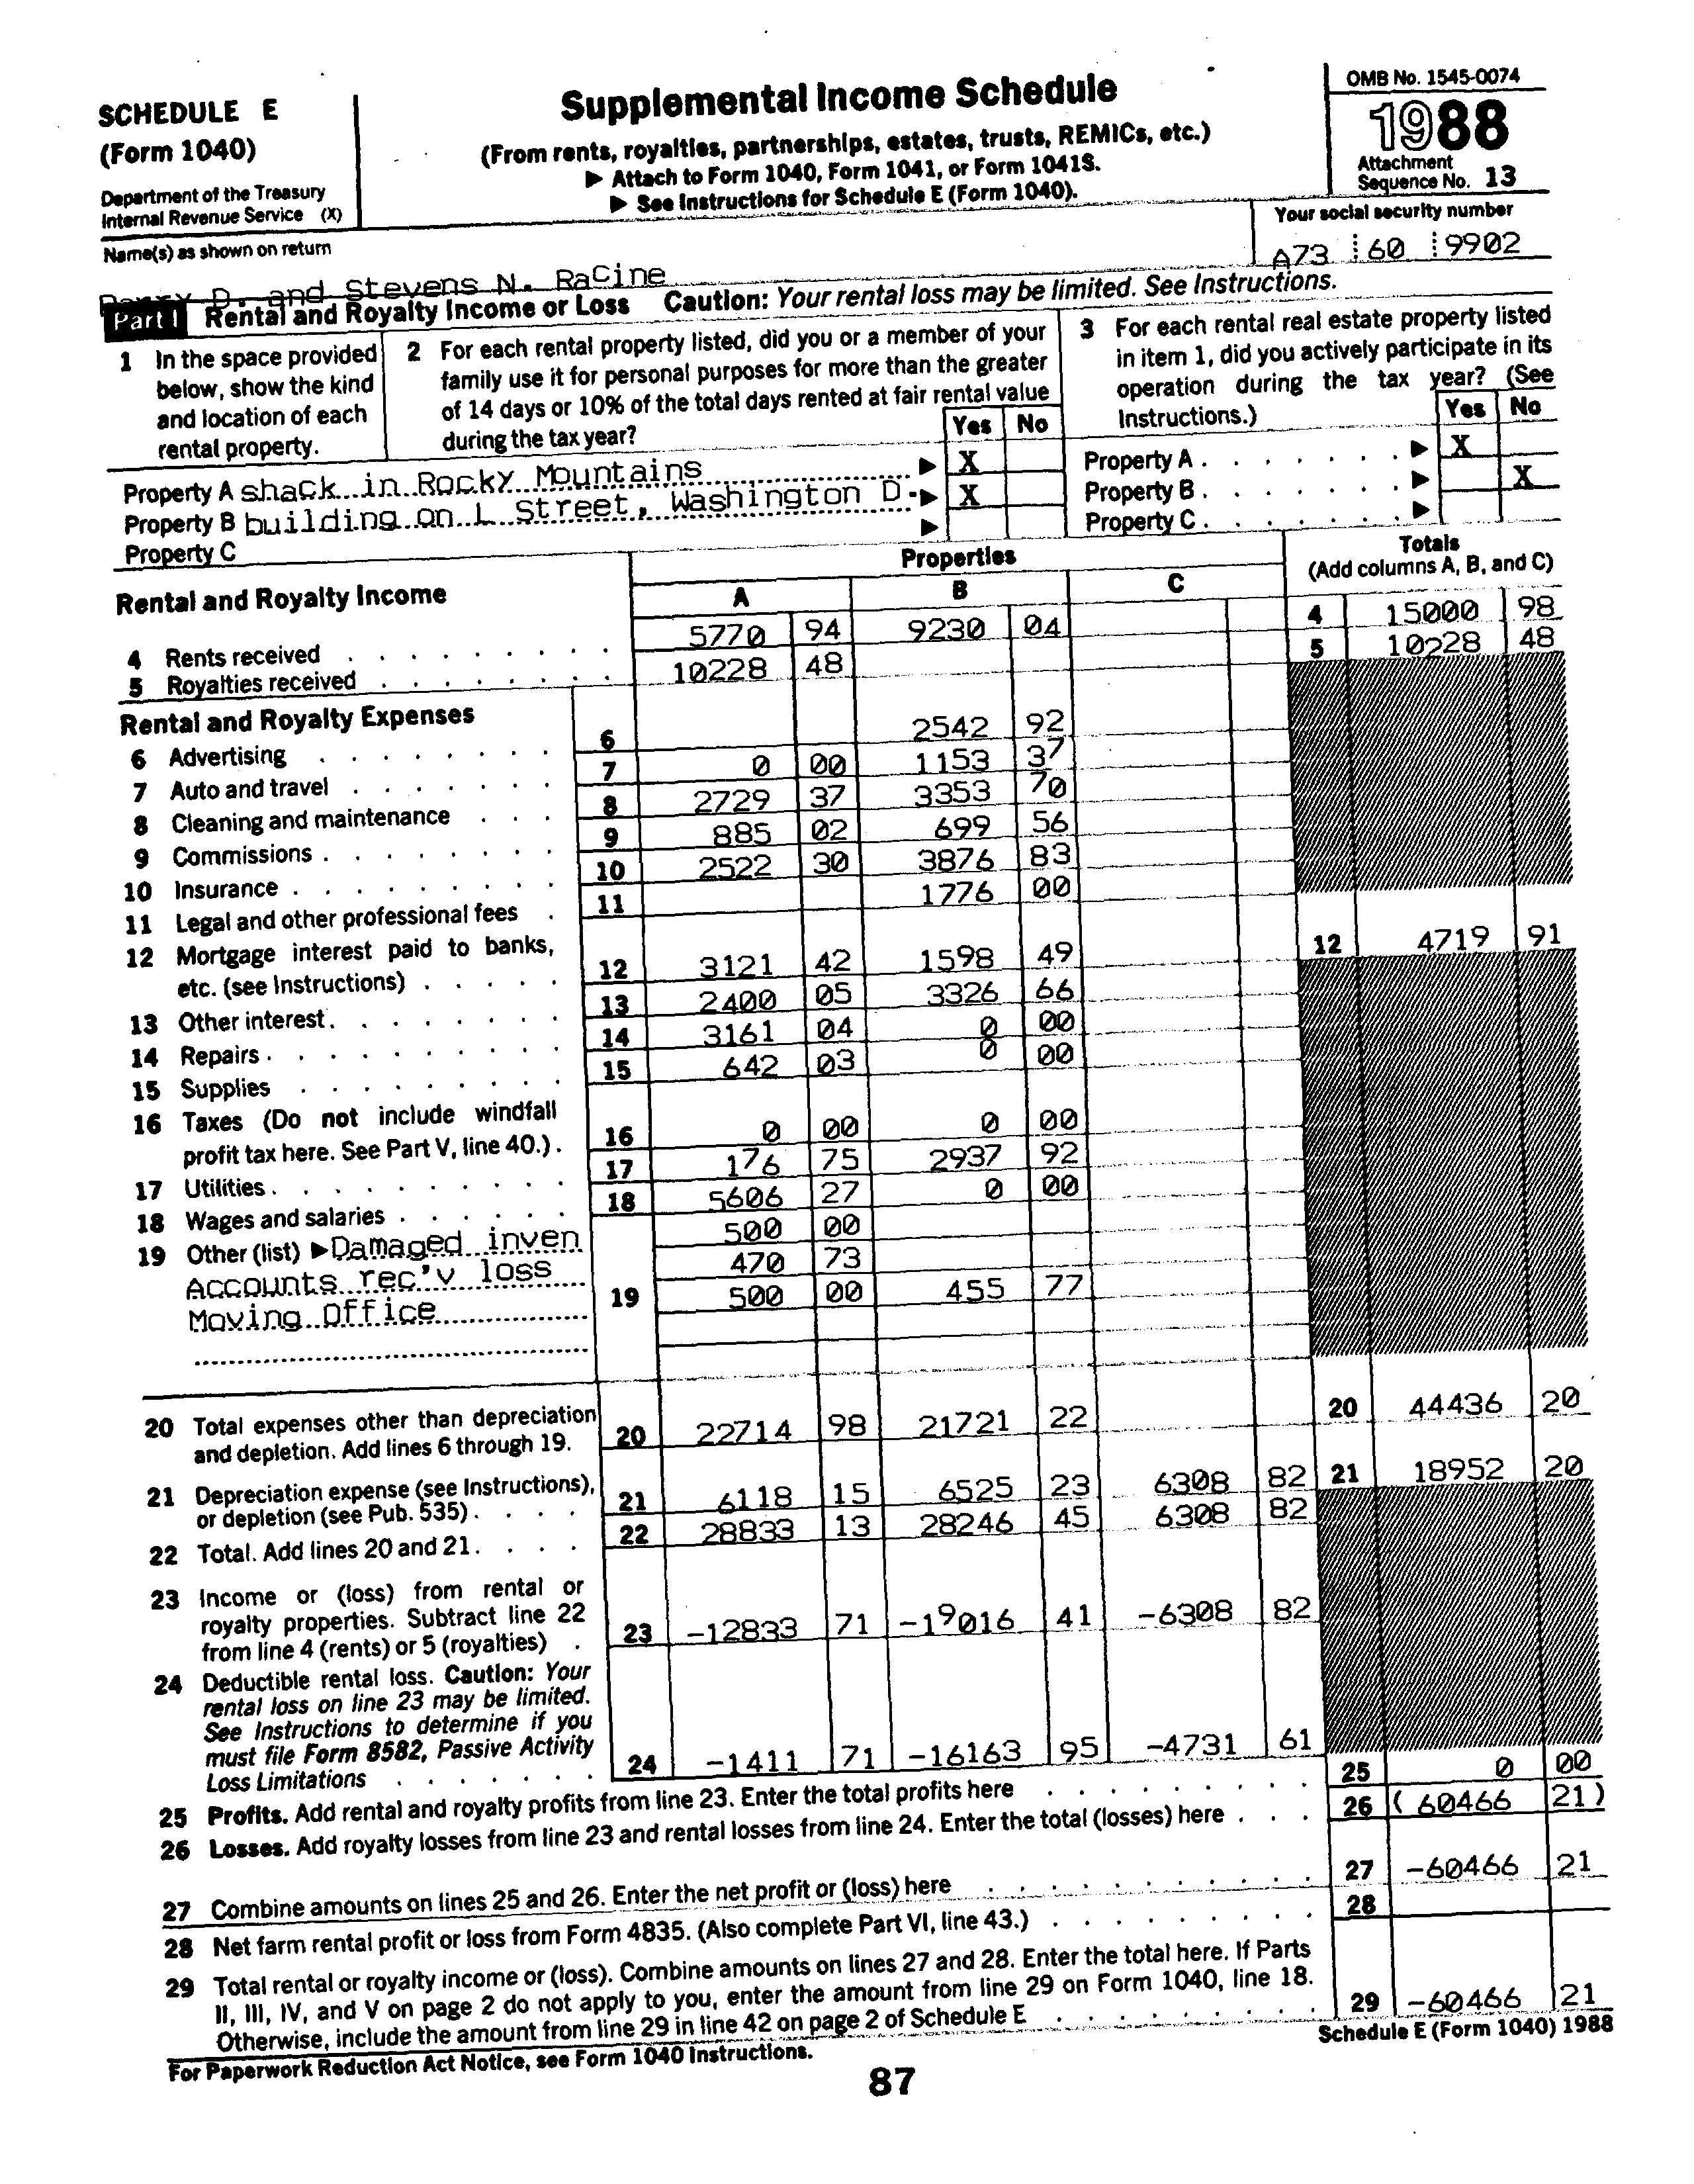 SCHEDULE E
(Form 1040)
Department of the Treasury
Internal Revenue Service (X)
Supplemental Income Schedule
(From rents, royalties, partnerships, estates, trusts, REMICs, etc.)
▶ Attach to Form 1040, Form 1041, or Form 1041S.
▶ See Instructions for Schedule E (Form 1040).
OMB No. 1545-0074
1988
Attachment
Sequence No. 13
Name(s) as shown on return
D. and Stevens N. RaCine
Your social security number
A73 60 9902
Part I Rental and Royalty Income or Loss Caution: Your rental loss may be limited. See Instructions.
1 In the space provided
below, show the kind
and location of each
rental property.
2 For each rental property listed, did you or a member of your
family use it for personal purposes for more than the greater
of 14 days or 10% of the total days rented at fair rental value
during the tax year?
Yes No
3 For each rental real estate property listed
in item 1, did you actively participate in its
operation during the tax year? (See
Instructions.)
Yes No
Property A shack in Rocky Mountains ▶ X
Property B building on L Street, Washington D. ▶ X
Property C ▶
Property A . . . . . . . ▶ X
Property B . . . . . . . ▶ X
Property C . . . . . . . ▶
Rental and Royalty Income
Properties
A B C
Totals
(Add columns A, B, and C)
4 Rents received 5770 94 9230 04 4 15000 98
5 Royalties received 10228 48 5 10228 48
Rental and Royalty Expenses
6 Advertising 6 2542 92
7 Auto and travel 7 0 00 1153 37
8 Cleaning and maintenance 8 2729 37 3353 70
9 Commissions 9 885 02 699 56
10 Insurance 10 2522 30 3876 83
11 Legal and other professional fees 11 1776 00
12 Mortgage interest paid to banks,
etc. (see Instructions) 12 3121 42 1598 49 12 4719 91
13 Other interest 13 2400 05 3326 66
14 Repairs 14 3161 04 0 00
15 Supplies 15 642 03 0 00
16 Taxes (Do not include windfall
profit tax here. See Part V, line 40.) 16 0 00 0 00
17 Utilities 17 176 75 2937 92
18 Wages and salaries 18 5606 27 0 00
19 Other (list) ▶ Damaged inven 500 00
Accounts rec'v loss 470 73
Moving Office 19 500 00 455 77
20 Total expenses other than depreciation
and depletion. Add lines 6 through 19. 20 22714 98 21721 22 20 44436 20
21 Depreciation expense (see Instructions),
or depletion (see Pub. 535) 21 6118 15 6525 23 6308 82 21 18952 20
22 Total. Add lines 20 and 21 22 28833 13 28246 45 6308 82
23 Income or (loss) from rental or
royalty properties. Subtract line 22
from line 4 (rents) or 5 (royalties) 23 -12833 71 -19016 41 -6308 82
24 Deductible rental loss. Caution: Your
rental loss on line 23 may be limited.
See Instructions to determine if you
must file Form 8582, Passive Activity
Loss Limitations 24 -1411 71 -16163 95 -4731 61
25 Profits. Add rental and royalty profits from line 23. Enter the total profits here 25 0 00
26 Losses. Add royalty losses from line 23 and rental losses from line 24. Enter the total (losses) here 26 (60466 21)
27 Combine amounts on lines 25 and 26. Enter the net profit or (loss) here 27 -60466 21
28 Net farm rental profit or loss from Form 4835. (Also complete Part VI, line 43.) 28
29 Total rental or royalty income or (loss). Combine amounts on lines 27 and 28. Enter the total here. If Parts
II, III, IV, and V on page 2 do not apply to you, enter the amount from line 29 on Form 1040, line 18.
Otherwise, include the amount from line 29 in line 42 on page 2 of Schedule E 29 -60466 21
For Paperwork Reduction Act Notice, see Form 1040 Instructions.
Schedule E (Form 1040) 1988
87